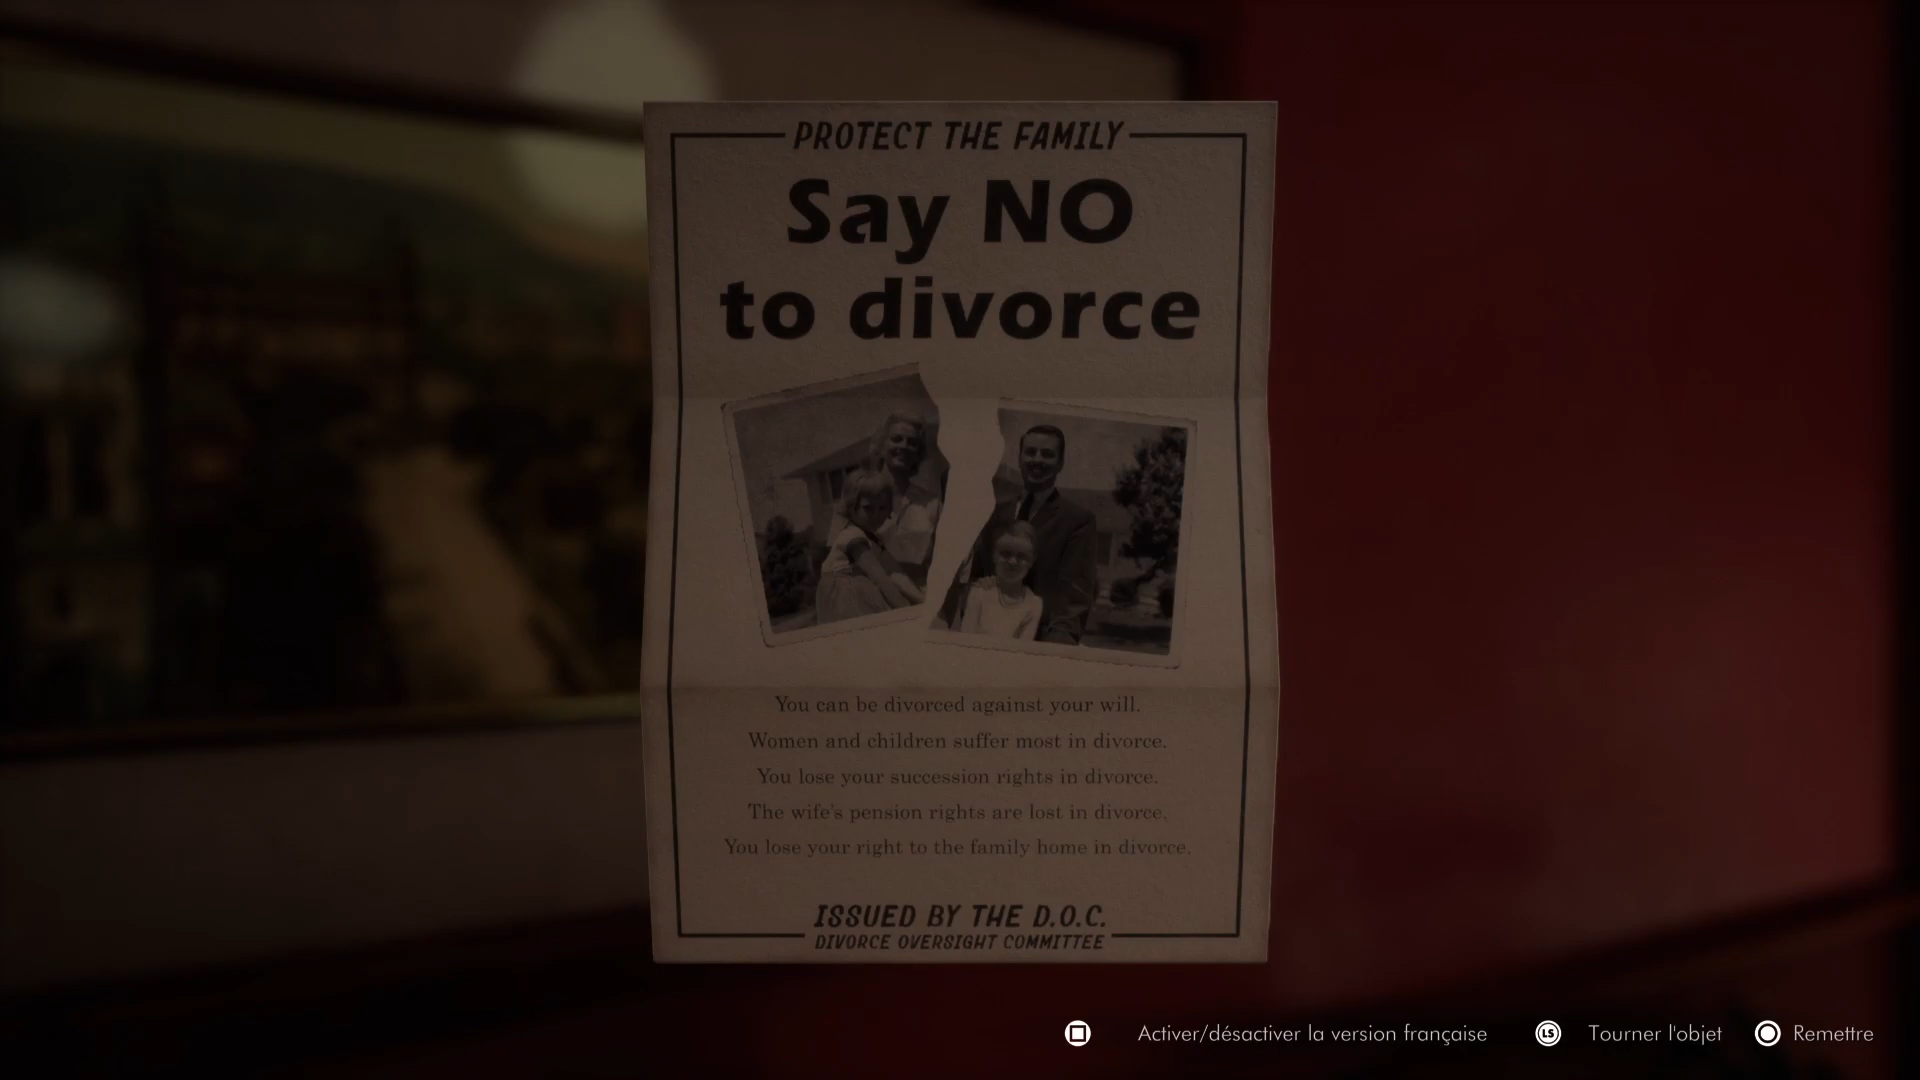 PROTECT THE FAMILY
Say NO
to divorce
You can be divorced against your will.
Women and children suffer most in divorce.
You lose your succession rights in divorce.
The wife's pension rights are lost in divorce.
You lose your right to the family home in divorce.
ISSUED BY THE D.O.C.
DIVORCE OVERSIGHT COMMITTEE
Activer/désactiver la version française LS Tourner l'objet Remettre